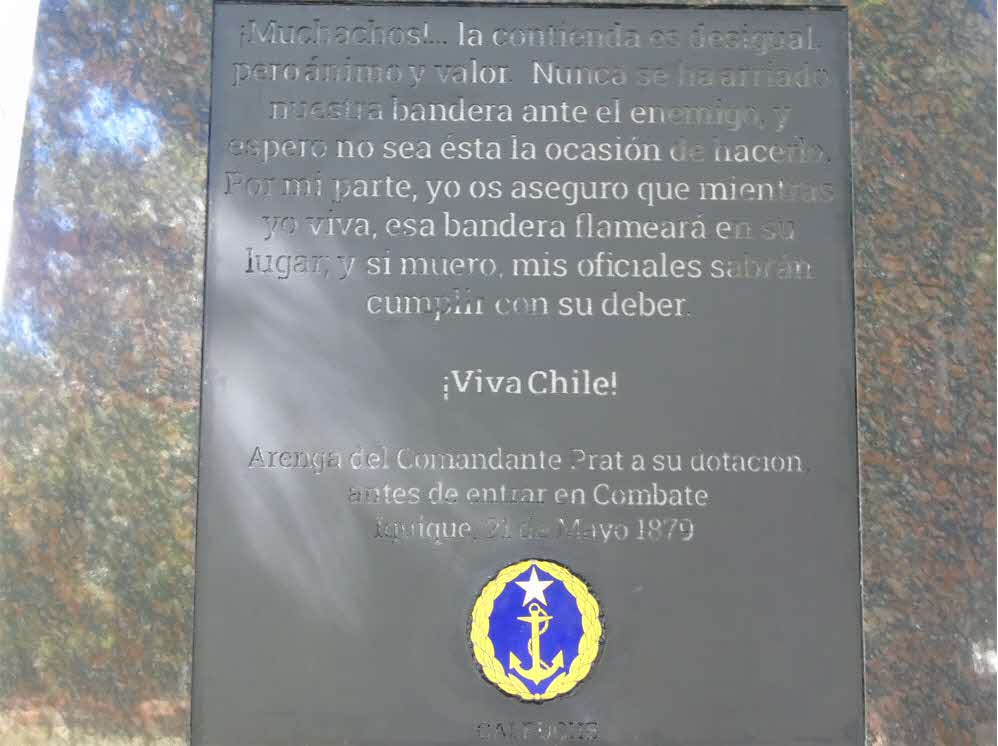 ¡Muchachos!... la contienda es desigual,
pero ánimo y valor. Nunca se ha arriado
nuestra bandera ante el enemigo, y
espero no sea ésta la ocasión de hacerlo.
Por mi parte, yo os aseguro que mientras
yo viva, esa bandera flameará en su
lugar; y si muero, mis oficiales sabrán
cumplir con su deber.
¡Viva Chile!
Arenga del Comandante Prat a su dotación,
antes de entrar en Combate
Iquique, 21 de Mayo 1879